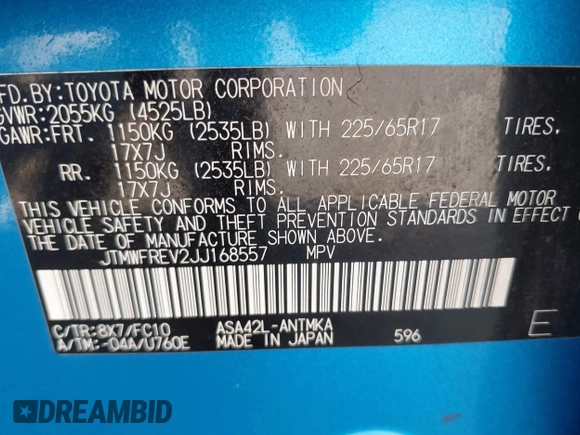 FD.BY:TOYOTA MOTOR CORPORATION
GVWR:2055KG (4525LB)
GAWR:FRT. 1150KG (2535LB) WITH 225/65R17 TIRES.
17X7J RIMS.
RR. 1150KG (2535LB) WITH 225/65R17 TIRES.
17X7J RIMS.
THIS VEHICLE CONFORMS TO ALL APPLICABLE FEDERAL MOTOR
VEHICLE SAFETY AND THEFT PREVENTION STANDARDS IN EFFECT O
THE DATE OF MANUFACTURE SHOWN ABOVE.
JTMWFREV2JJ168557 MPV
C/TR:8X7/FC10 ASA42L-ANTMKA
A/TM:-04A/U760E MADE IN JAPAN 596 E
DREAMBID